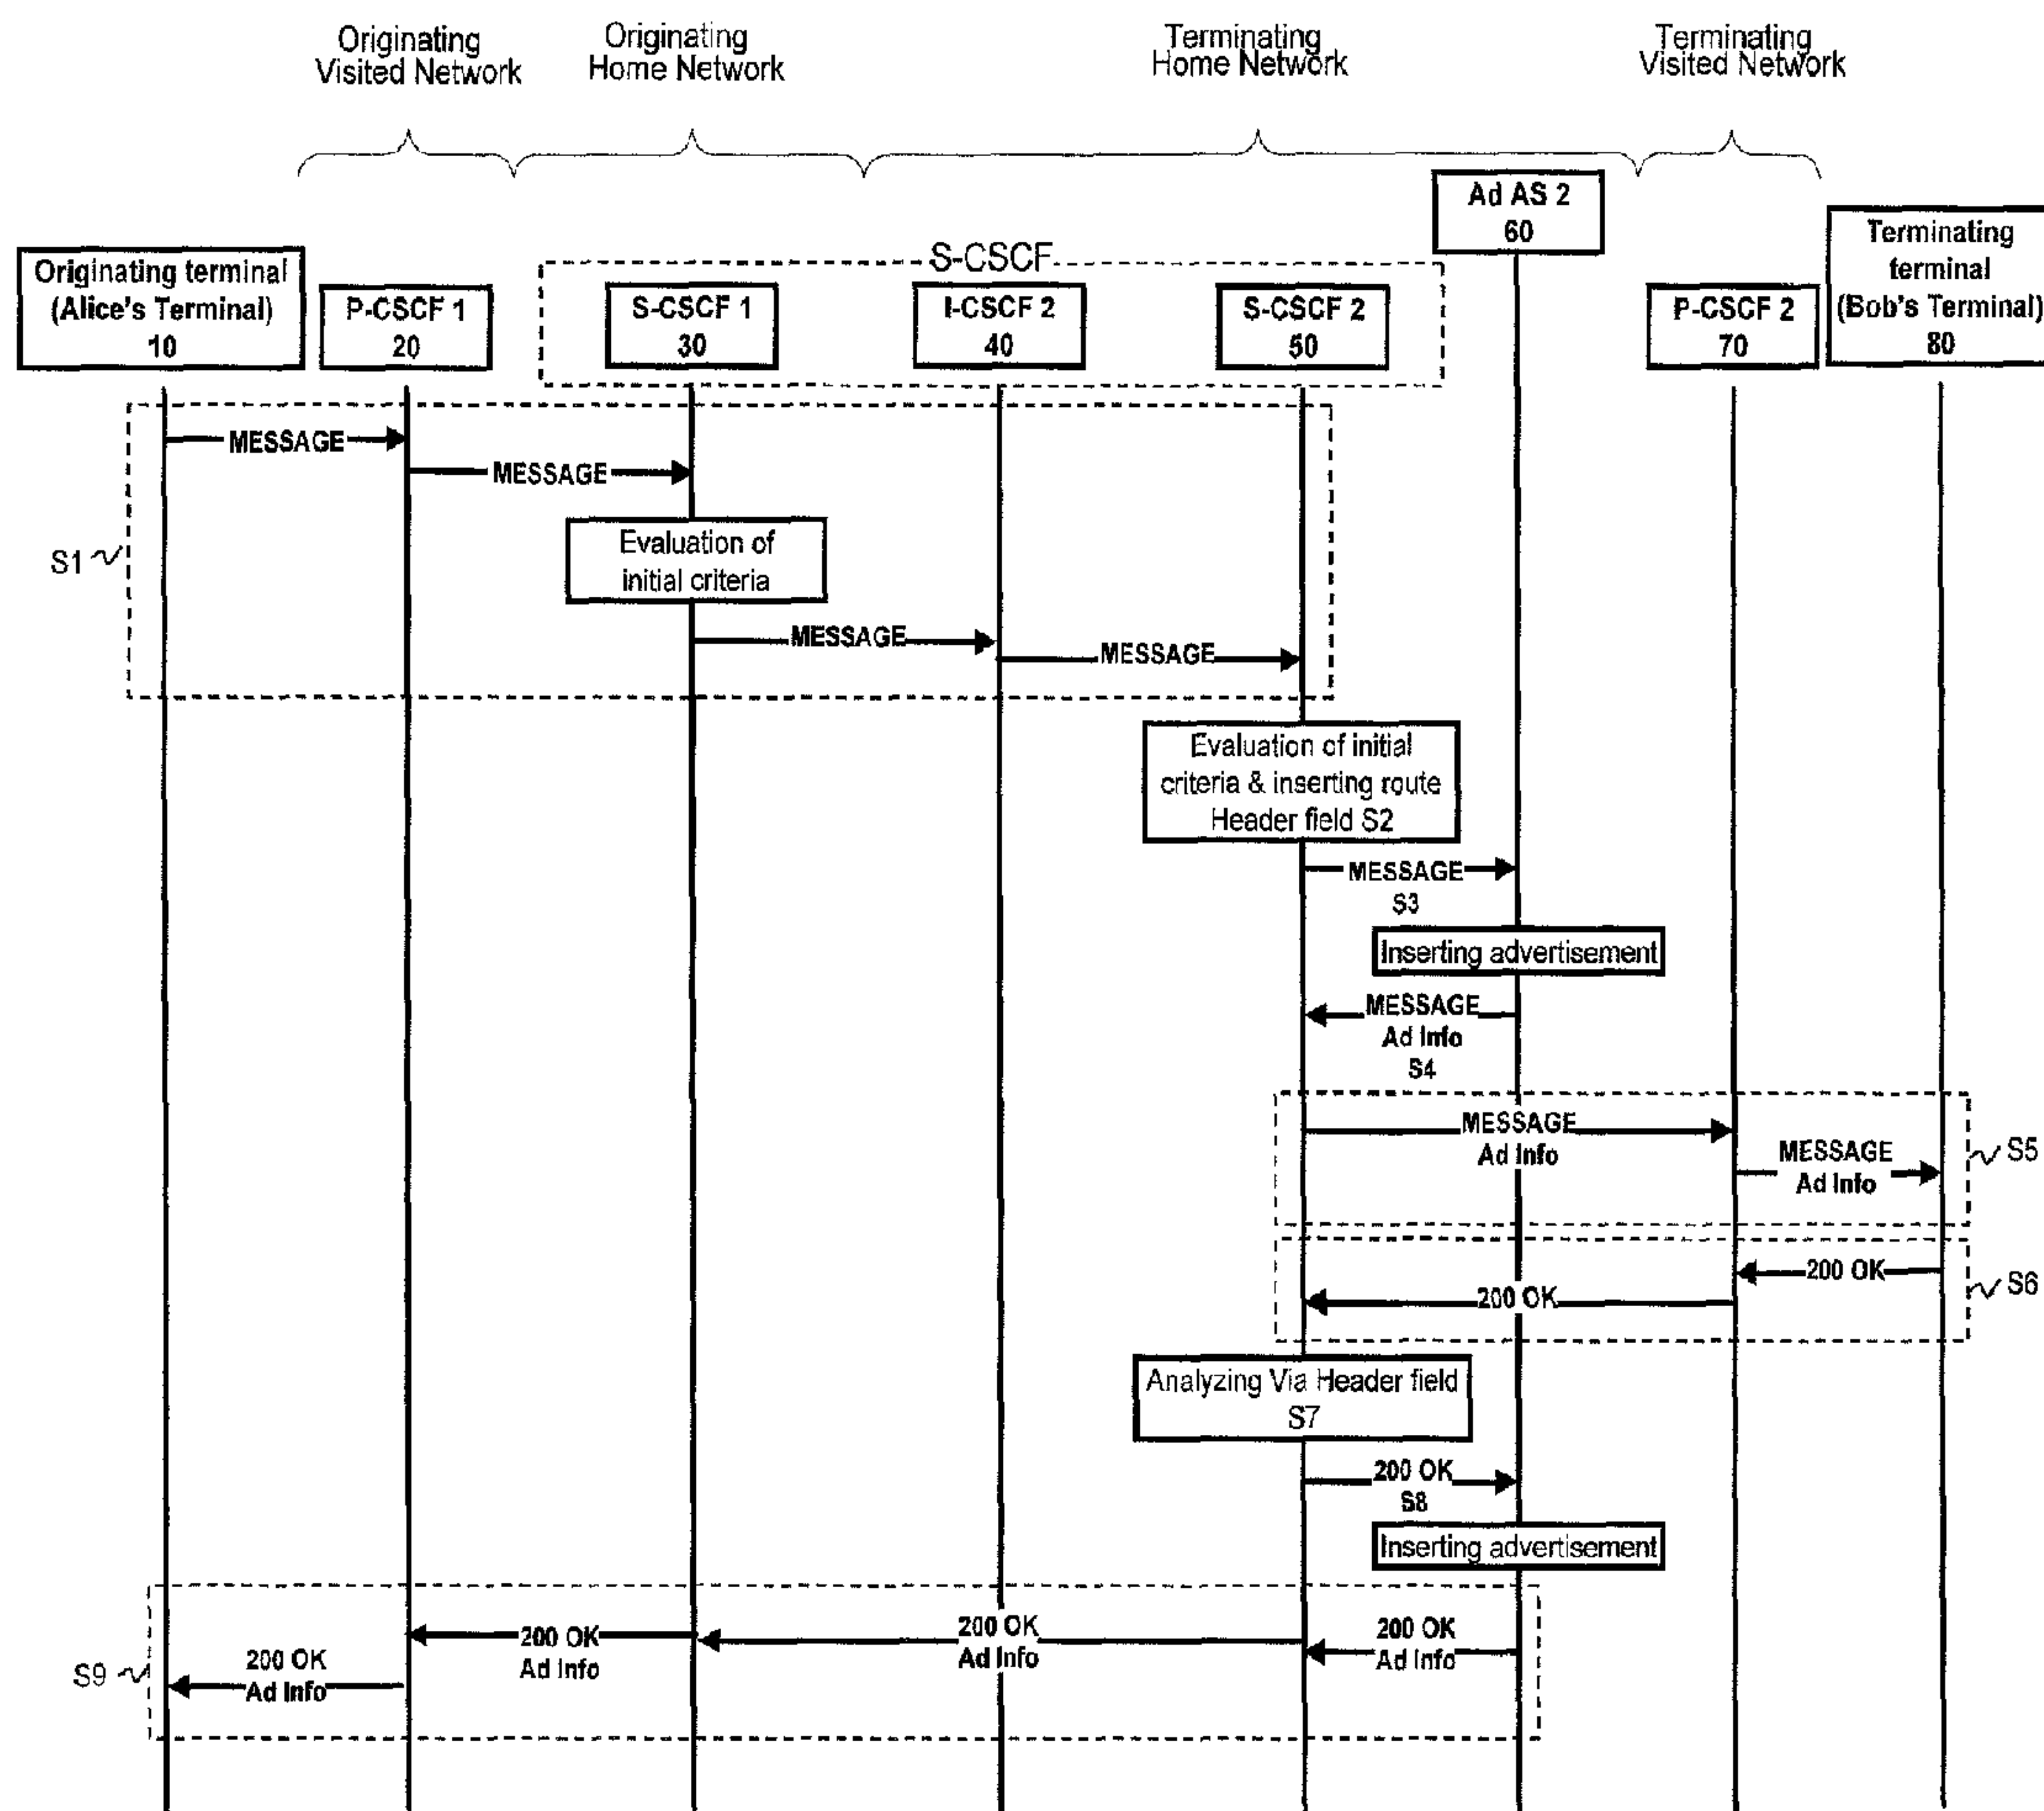 Originating
Visited Network
Originating
Home Network
Terminating
Home Network
Terminating
Visited Network
Ad AS 2
60
S-CSCF
Originating terminal
(Alice's Terminal)
10
P-CSCF 1
20
S-CSCF 1
30
I-CSCF 2
40
S-CSCF 2
50
P-CSCF 2
70
Terminating
terminal
(Bob's Terminal)
80
MESSAGE
MESSAGE
S1
Evaluation of
initial criteria
MESSAGE
MESSAGE
Evaluation of initial
criteria & inserting route
Header field S2
MESSAGE
S3
Inserting advertisement
MESSAGE
Ad Info
S4
MESSAGE
Ad Info
MESSAGE
Ad Info
S5
200 OK
200 OK
S6
Analyzing Via Header field
S7
200 OK
S8
Inserting advertisement
200 OK
Ad Info
200 OK
Ad Info
200 OK
Ad Info
200 OK
Ad Info
S9